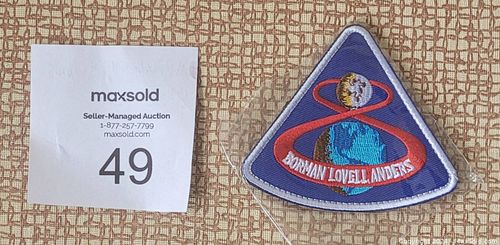 maxsold
Seller-Managed Auction
1-877-257-7799
maxsold.com
49
BORMAN LOVELL ANDERS